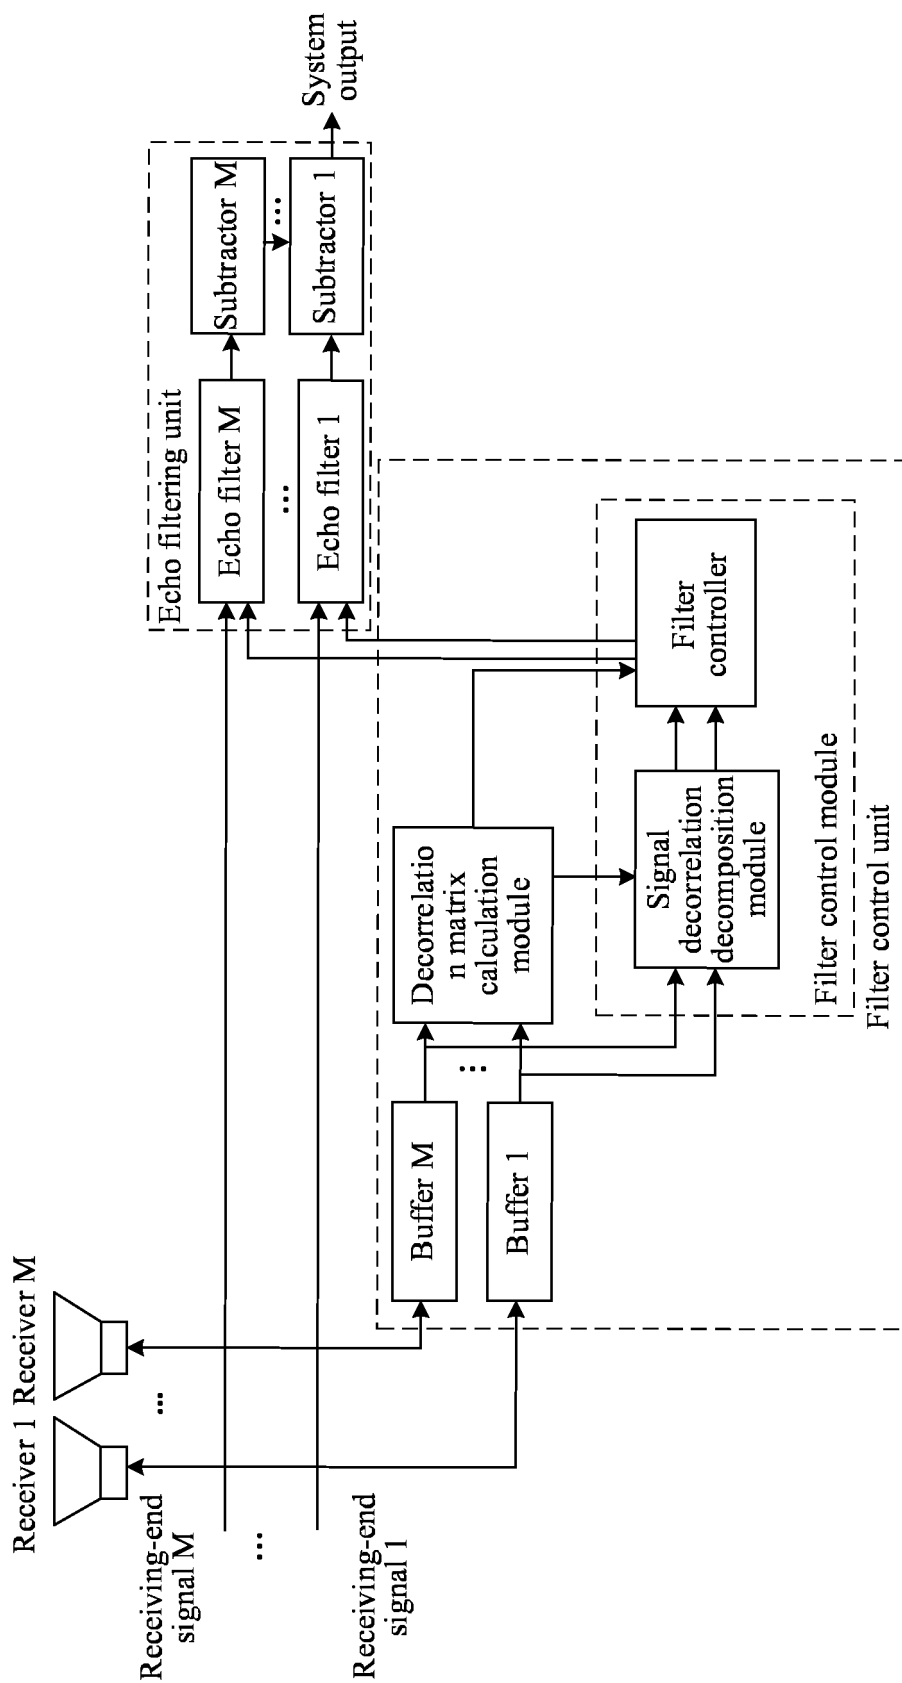 Receiver 1
Receiver M
Receiving-end
signal M
...
...
Receiving-end
signal 1
Echo filtering unit
Echo filter M
...
Echo filter 1
Subtractor M
...
Subtractor 1
System
output
Buffer M
...
Buffer 1
Decorrelatio
n matrix
calculation
module
Signal
decorrelation
decomposition
module
Filter
controller
Filter control module
Filter control unit